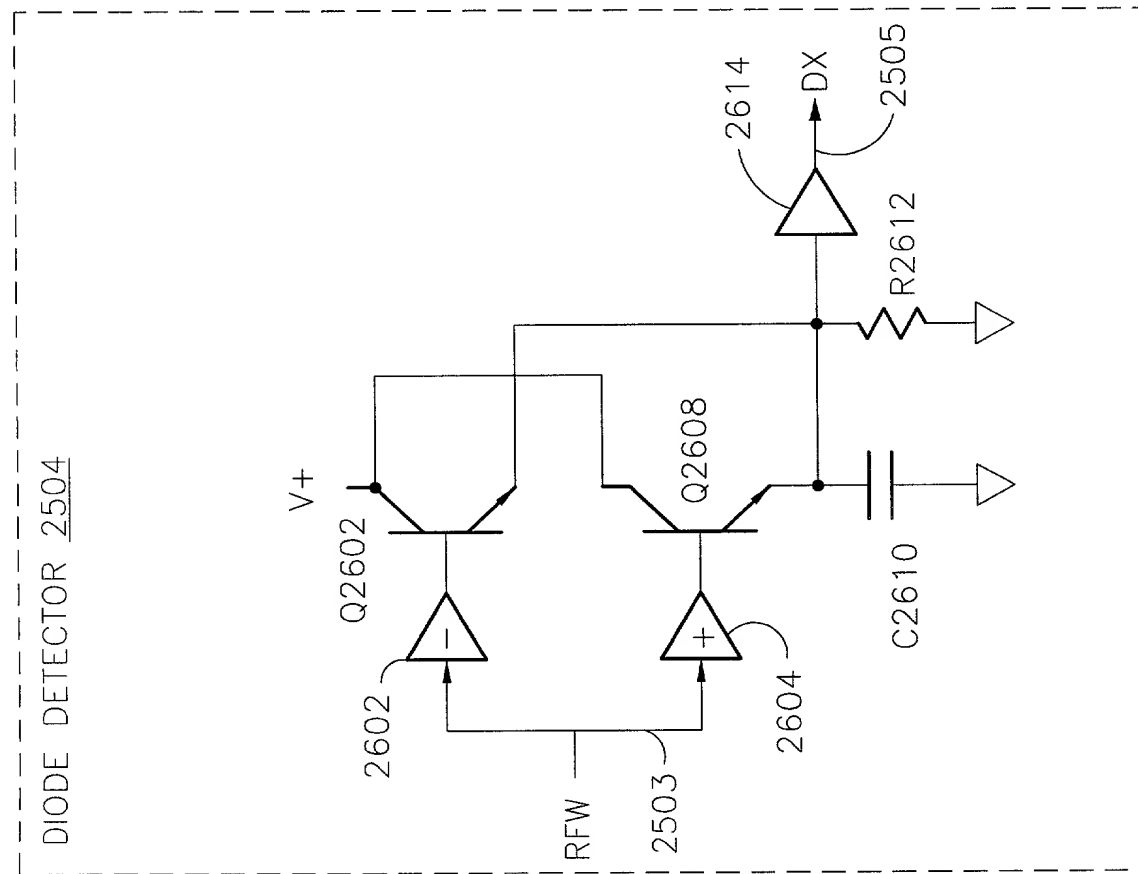 DIODE DETECTOR 2504
V+
Q2602
2602
−
RFW
2503
+
2604
Q2608
C2610
R2612
2614
DX
2505